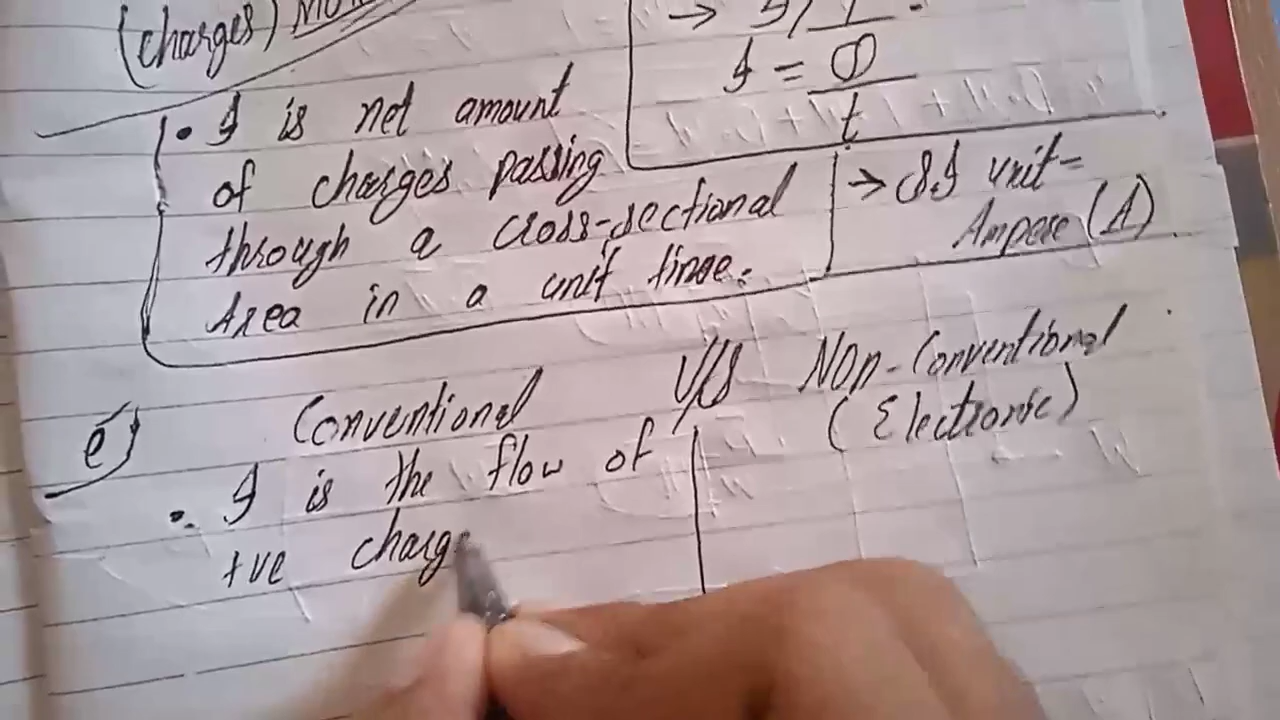 (charges)
→
I = Q
t
• I is net amount
of charges passing
through a cross-sectional
Area in a unit time.
→ SI unit-
Ampere (A)
e) Conventional V/S Non-Conventional
(Electronic)
• I is the flow of
+ve charge